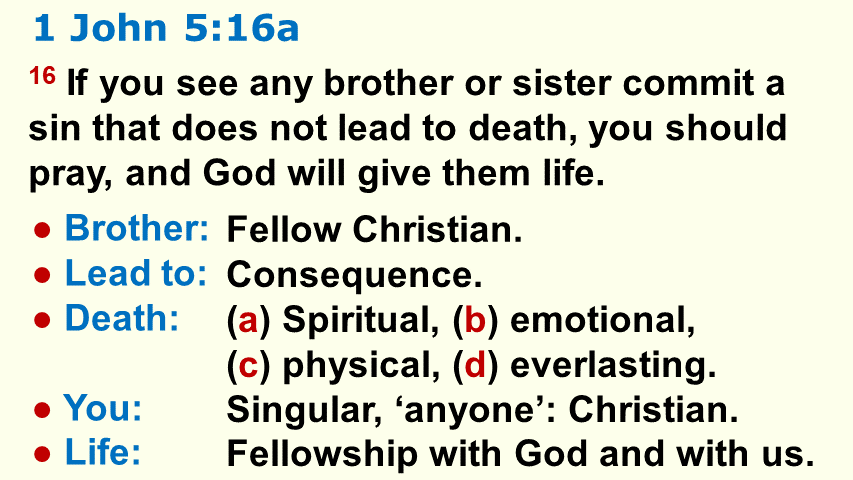 1 John 5:16a
16 If you see any brother or sister commit a
sin that does not lead to death, you should
pray, and God will give them life.
● Brother: Fellow Christian.
● Lead to: Consequence.
● Death: (a) Spiritual, (b) emotional,
(c) physical, (d) everlasting.
● You: Singular, ‘anyone’: Christian.
● Life: Fellowship with God and with us.